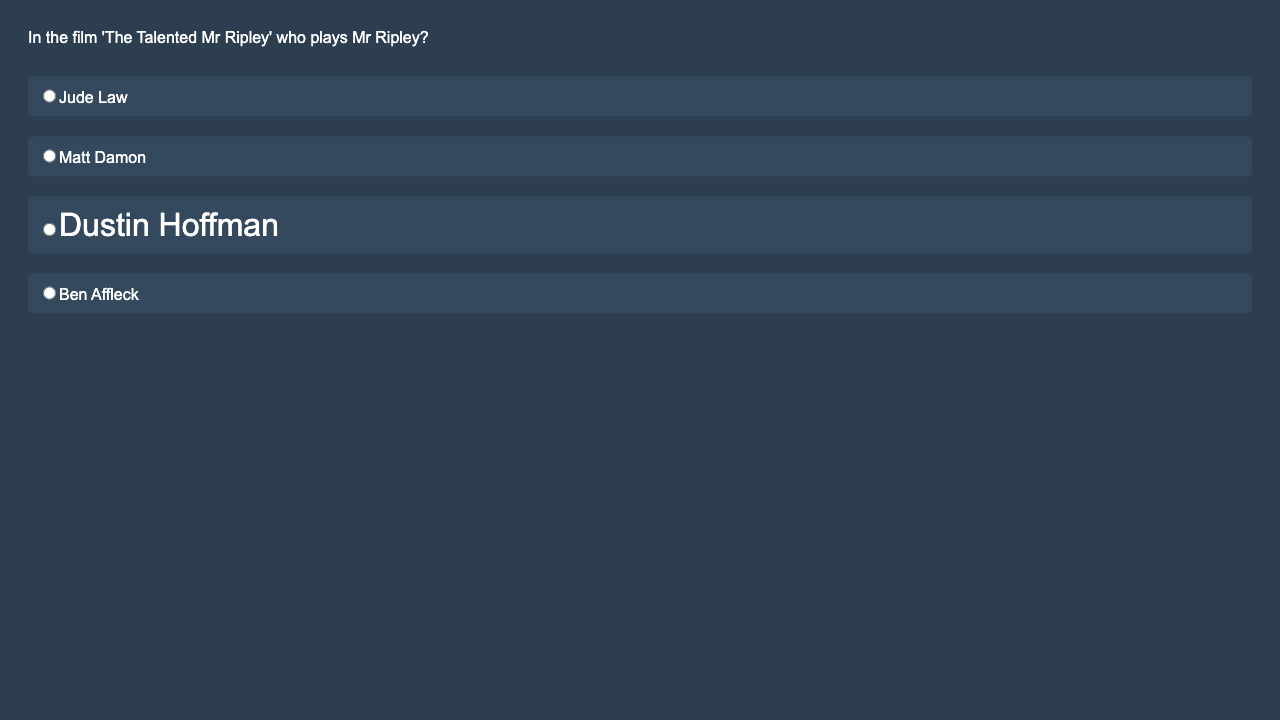 In the film 'The Talented Mr Ripley' who plays Mr Ripley?
Jude Law
Matt Damon
Dustin Hoffman
Ben Affleck